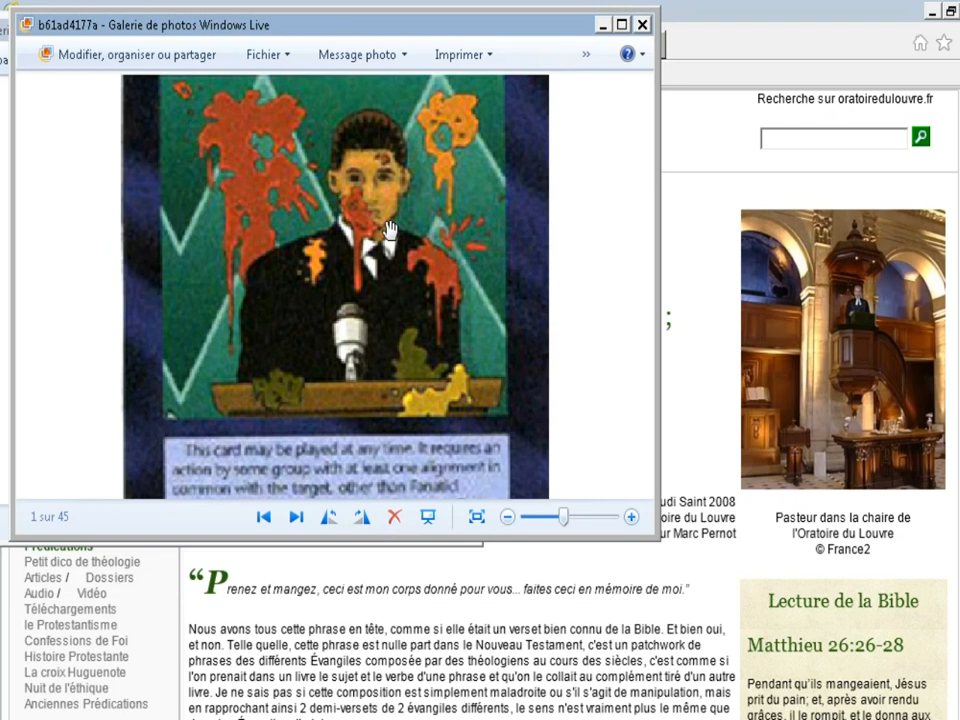 b61ad4177a - Galerie de photos Windows Live
Modifier, organiser ou partager
Fichier
Message photo
Imprimer
»
?
This card may be played at any time. It requires an
action by some group with at least one alignment in
common with the target, other than Fanatic.
1 sur 45
Recherche sur oratoiredulouvre.fr
;
udi Saint 2008
oire du Louvre
ur Marc Pernot
Pasteur dans la chaire de
l'Oratoire du Louvre
© France2
Prédications
Petit dico de théologie
Articles / Dossiers
Audio / Vidéo
Téléchargements
le Protestantisme
Confessions de Foi
Histoire Protestante
La croix Huguenote
Nuit de l'éthique
Anciennes Prédications
“Prenez et mangez, ceci est mon corps donné pour vous... faites ceci en mémoire de moi.”
Nous avons tous cette phrase en tête, comme si elle était un verset bien connu de la Bible. Et bien oui,
et non. Telle quelle, cette phrase est nulle part dans le Nouveau Testament, c'est un patchwork de
phrases des différents Évangiles composée par des théologiens au cours des siècles, c'est comme si
l'on prenait dans un livre le sujet et le verbe d'une phrase et qu'on le collait au complément tiré d'un autre
livre. Je ne sais pas si cette composition est simplement maladroite ou s'il s'agit de manipulation, mais
en rapprochant ainsi 2 demi-versets de 2 évangiles différents, le sens n'est vraiment plus le même que
Lecture de la Bible
Matthieu 26:26-28
Pendant qu'ils mangeaient, Jésus
prit du pain; et, après avoir rendu
grâces, il le rompit, et le donna aux